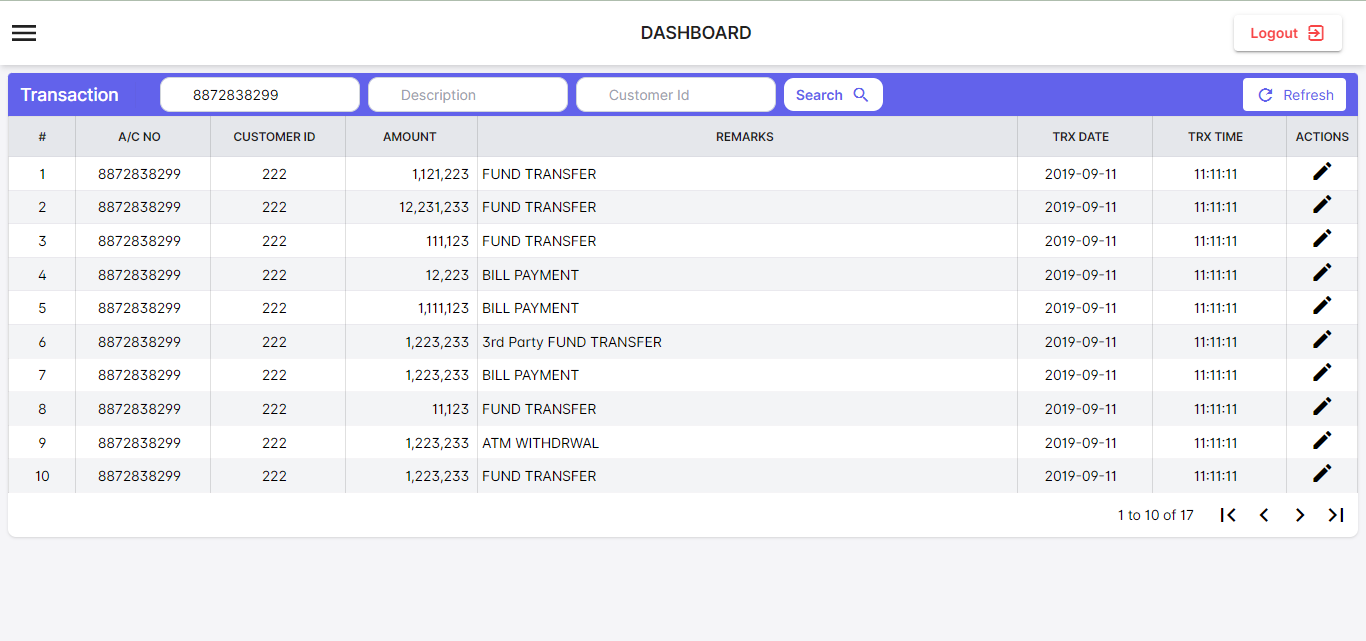 DASHBOARD
Logout
Transaction 8872838299 Description Customer Id Search Refresh
# A/C NO CUSTOMER ID AMOUNT REMARKS TRX DATE TRX TIME ACTIONS
1 8872838299 222 1,121,223 FUND TRANSFER 2019-09-11 11:11:11
2 8872838299 222 12,231,233 FUND TRANSFER 2019-09-11 11:11:11
3 8872838299 222 111,123 FUND TRANSFER 2019-09-11 11:11:11
4 8872838299 222 12,223 BILL PAYMENT 2019-09-11 11:11:11
5 8872838299 222 1,111,123 BILL PAYMENT 2019-09-11 11:11:11
6 8872838299 222 1,223,233 3rd Party FUND TRANSFER 2019-09-11 11:11:11
7 8872838299 222 1,223,233 BILL PAYMENT 2019-09-11 11:11:11
8 8872838299 222 11,123 FUND TRANSFER 2019-09-11 11:11:11
9 8872838299 222 1,223,233 ATM WITHDRWAL 2019-09-11 11:11:11
10 8872838299 222 1,223,233 FUND TRANSFER 2019-09-11 11:11:11
1 to 10 of 17